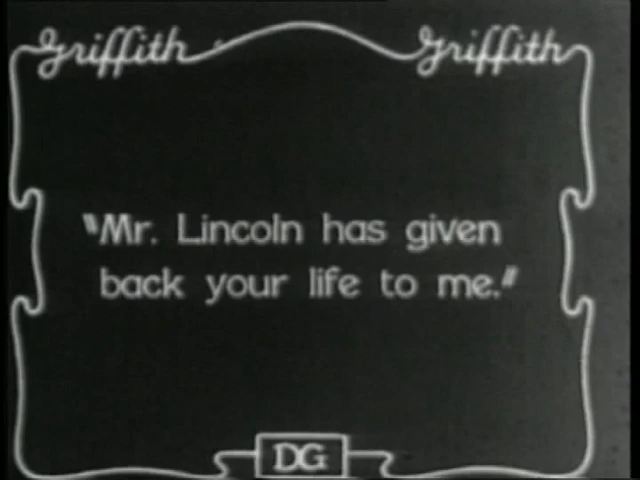 Griffith Griffith
"Mr. Lincoln has given
back your life to me."
DG